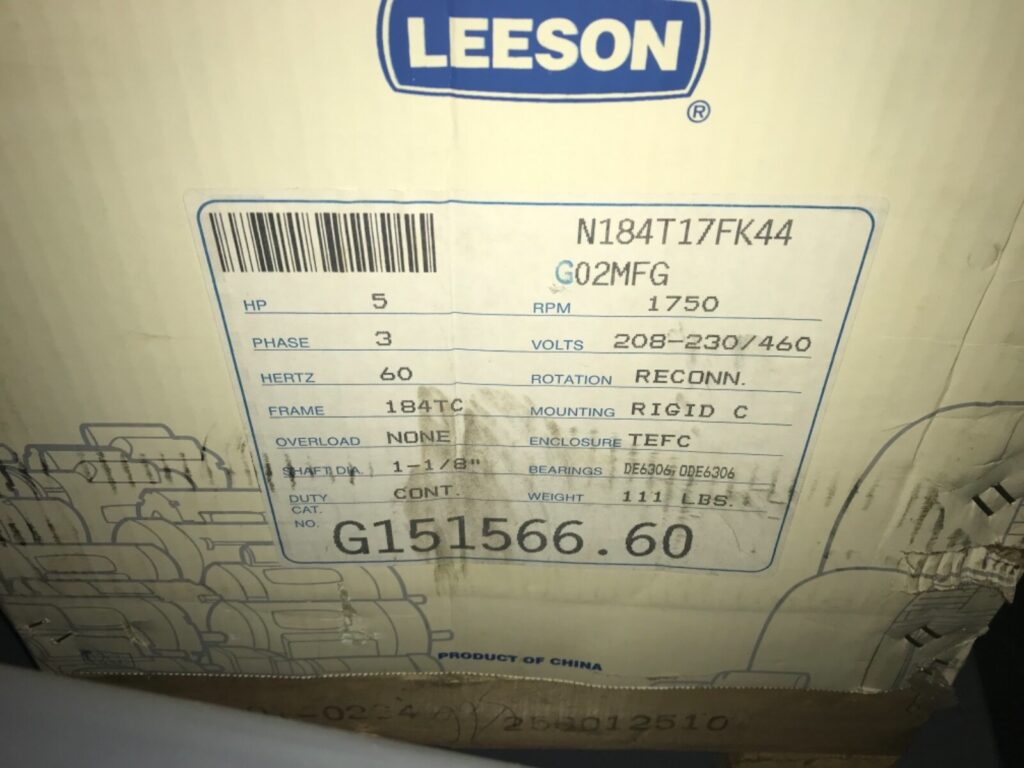 LEESON
®
N184T17FK44
G02MFG
HP 5 RPM 1750
PHASE 3 VOLTS 208-230/460
HERTZ 60 ROTATION RECONN.
FRAME 184TC MOUNTING RIGID C
OVERLOAD NONE ENCLOSURE TEFC
SHAFT DIA. 1-1/8" BEARINGS DE6306,ODE6306
DUTY CONT. WEIGHT 111 LBS.
CAT.
NO. G151566.60
PRODUCT OF CHINA